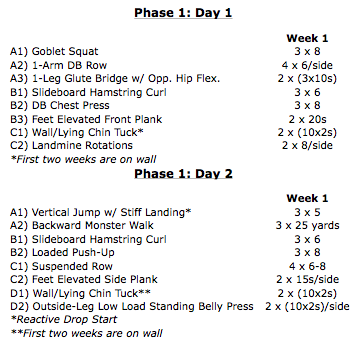 Phase 1: Day 1
Week 1
A1) Goblet Squat 3 x 8
A2) 1-Arm DB Row 4 x 6/side
A3) 1-Leg Glute Bridge w/ Opp. Hip Flex. 2 x (3x10s)
B1) Slideboard Hamstring Curl 3 x 6
B2) DB Chest Press 3 x 8
B3) Feet Elevated Front Plank 2 x 20s
C1) Wall/Lying Chin Tuck* 2 x (10x2s)
C2) Landmine Rotations 2 x 8/side
*First two weeks are on wall
Phase 1: Day 2
Week 1
A1) Vertical Jump w/ Stiff Landing* 3 x 5
A2) Backward Monster Walk 3 x 25 yards
B1) Slideboard Hamstring Curl 3 x 6
B2) Loaded Push-Up 3 x 8
C1) Suspended Row 4 x 6-8
C2) Feet Elevated Side Plank 2 x 15s/side
D1) Wall/Lying Chin Tuck** 2 x (10x2s)
D2) Outside-Leg Low Load Standing Belly Press 2 x (10x2s)/side
*Reactive Drop Start
**First two weeks are on wall